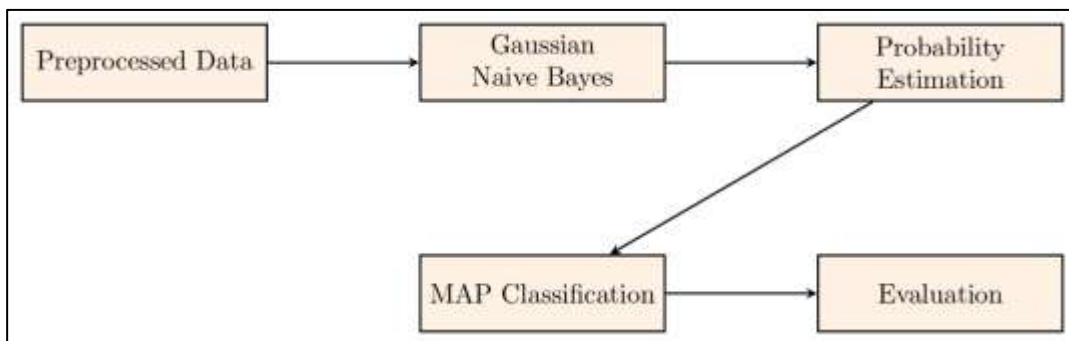 Preprocessed Data
Gaussian
Naive Bayes
Probability
Estimation
MAP Classification
Evaluation